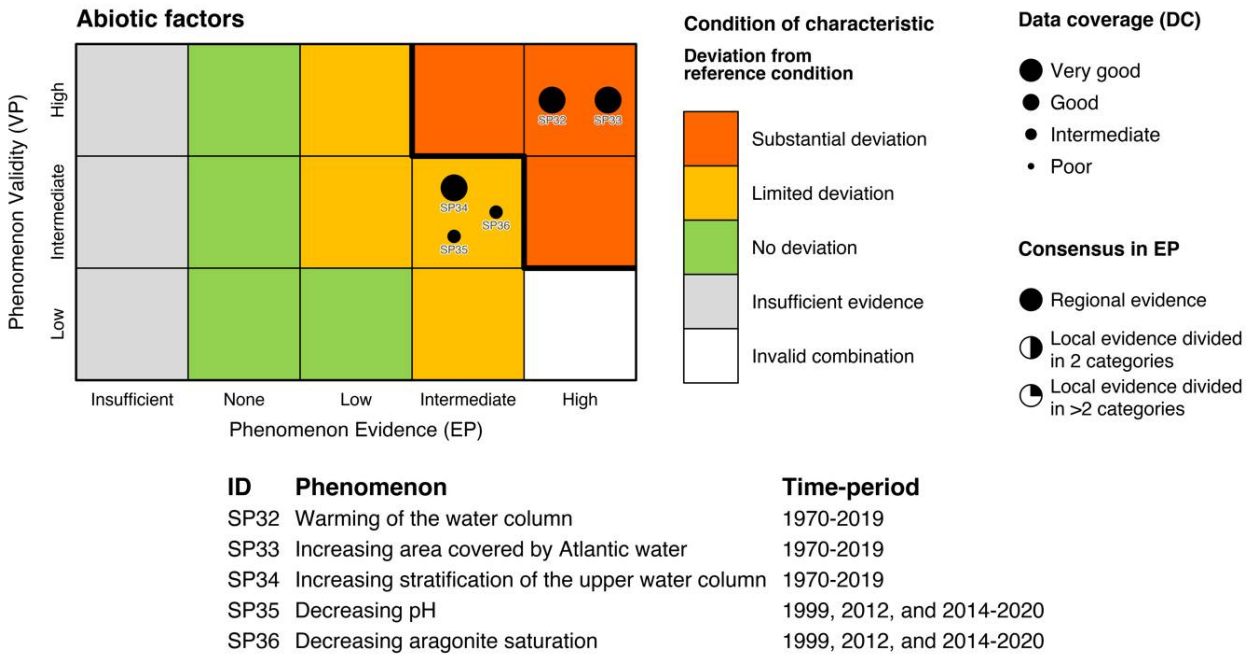 Abiotic factors
Phenomenon Validity (VP)
High
Intermediate
Low
SP32
SP33
SP34
SP36
SP35
Insufficient
None
Low
Intermediate
High
Phenomenon Evidence (EP)
Condition of characteristic
Deviation from
reference condition
Substantial deviation
Limited deviation
No deviation
Insufficient evidence
Invalid combination
Data coverage (DC)
Very good
Good
Intermediate
Poor
Consensus in EP
Regional evidence
Local evidence divided
in 2 categories
Local evidence divided
in >2 categories
ID Phenomenon Time-period
SP32 Warming of the water column 1970-2019
SP33 Increasing area covered by Atlantic water 1970-2019
SP34 Increasing stratification of the upper water column 1970-2019
SP35 Decreasing pH 1999, 2012, and 2014-2020
SP36 Decreasing aragonite saturation 1999, 2012, and 2014-2020